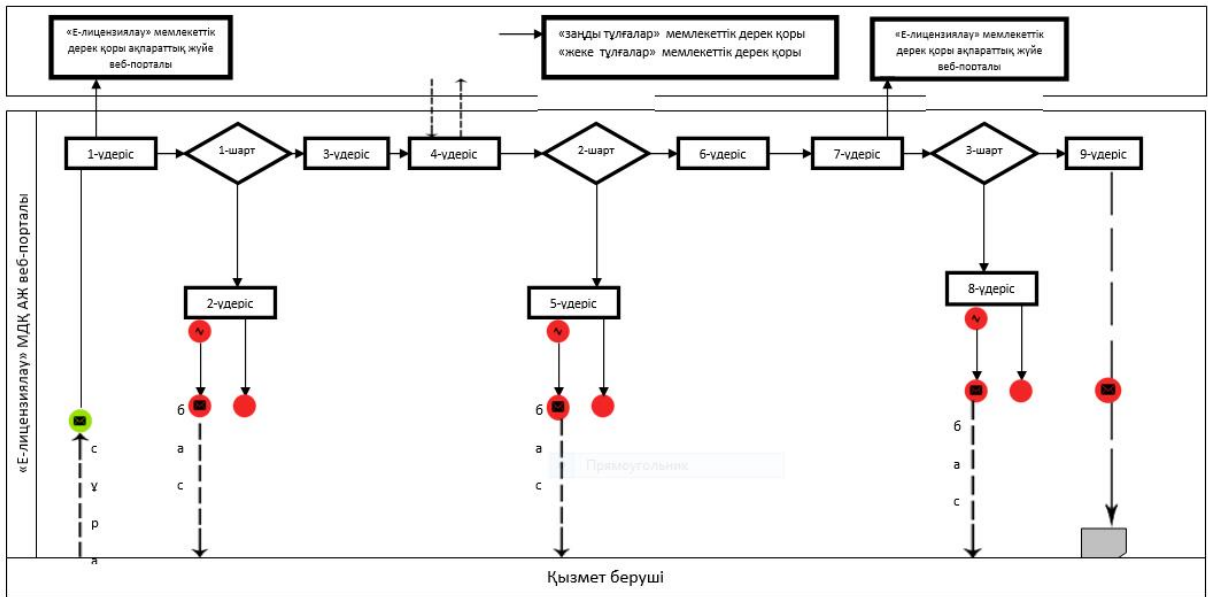 «Е-лицензиялау» мемлекеттік
дерек қоры ақпараттық жүйе
веб-порталы
«заңды тұлғалар» мемлекеттік дерек қоры
«жеке тұлғалар» мемлекеттік дерек қоры
«Е-лицензиялау» мемлекеттік
дерек қоры ақпараттық жүйе
веб-порталы
«Е-лицензиялау» МДҚ АЖ веб-порталы
1-үдеріс
1-шарт
3-үдеріс
4-үдеріс
2-шарт
6-үдеріс
7-үдеріс
3-шарт
9-үдеріс
2-үдеріс
5-үдеріс
8-үдеріс
с
ұ
р
а
б
а
с
б
а
с
б
а
с
Прямоугольник
Қызмет беруші